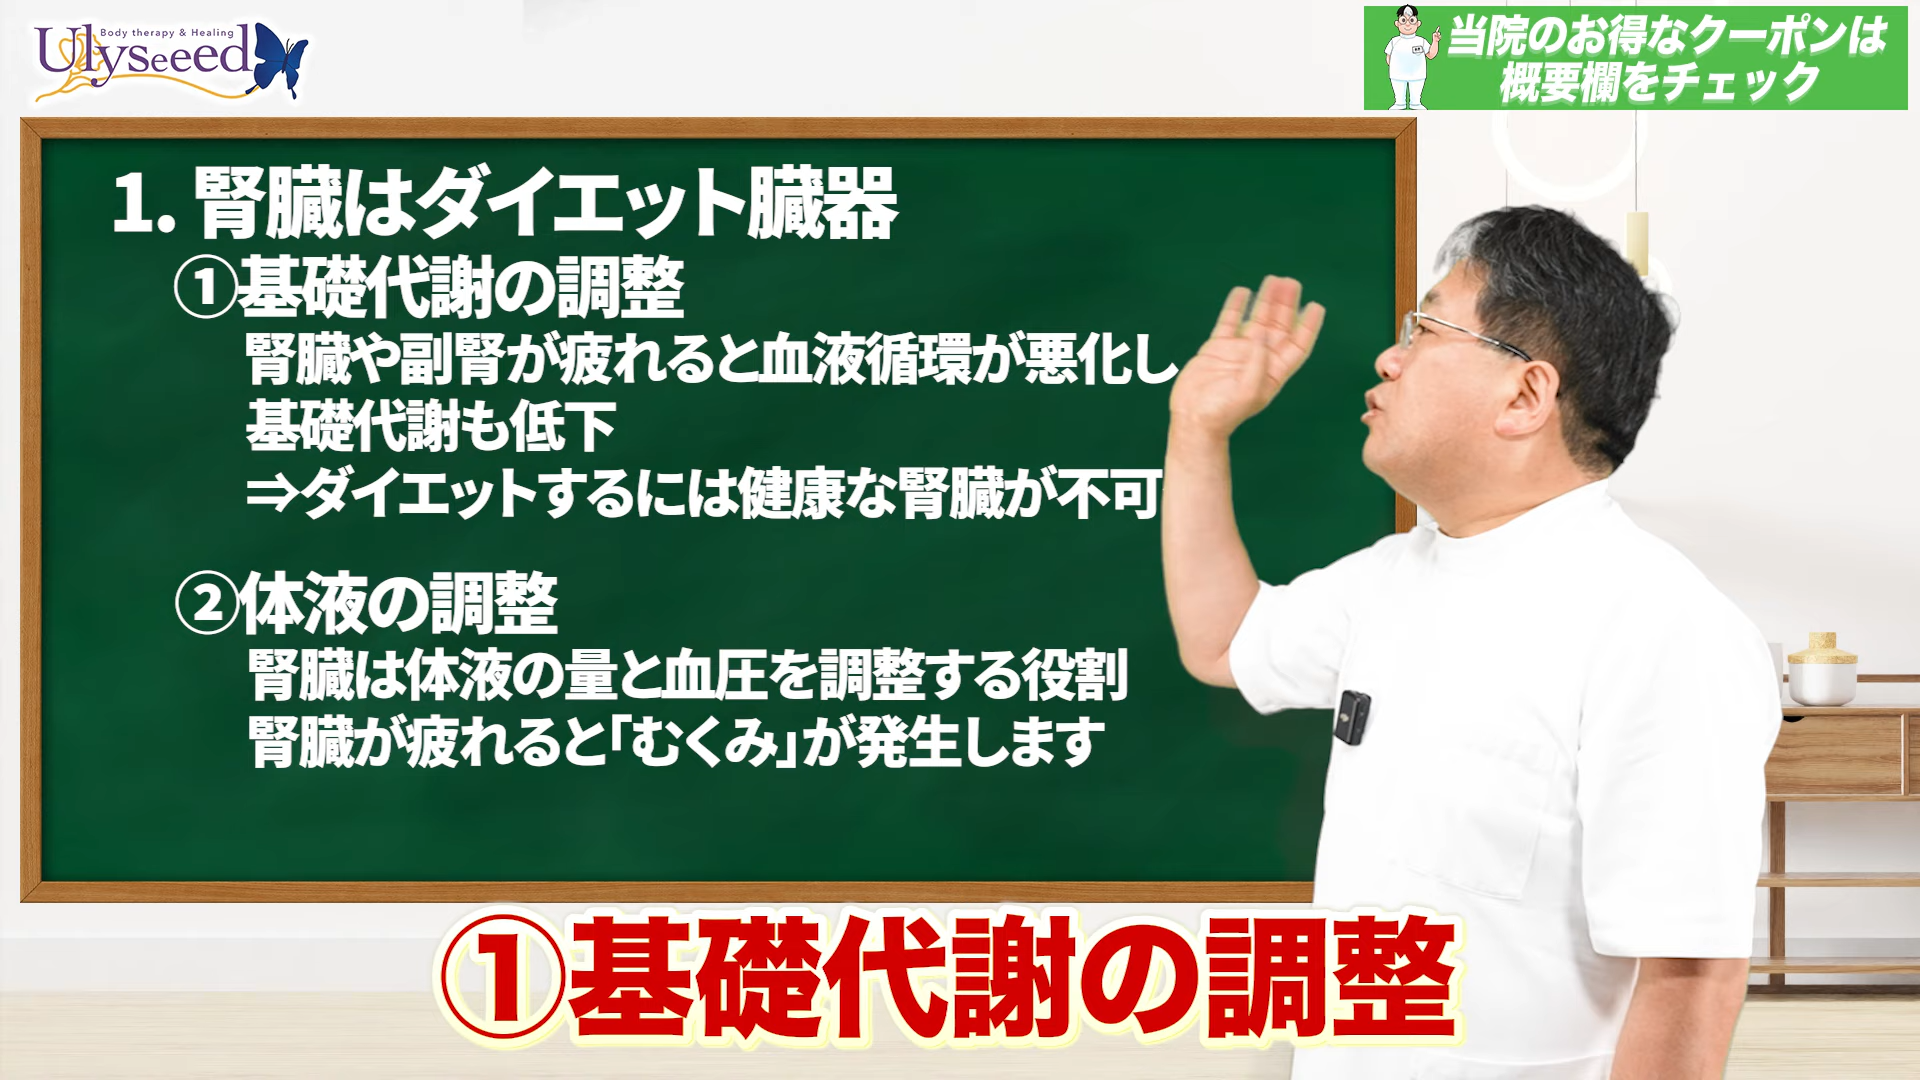 Body therapy & Healing
Ulyseeed
当院のお得なクーポンは
概要欄をチェック
1. 腎臓はダイエット臓器
①基礎代謝の調整
腎臓や副腎が疲れると血液循環が悪化し
基礎代謝も低下
⇒ダイエットするには健康な腎臓が不可
②体液の調整
腎臓は体液の量と血圧を調整する役割
腎臓が疲れると「むくみ」が発生します
①基礎代謝の調整